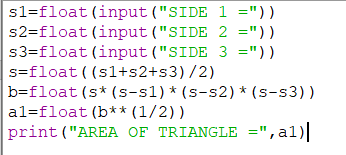 s1=float(input("SIDE 1 ="))
s2=float(input("SIDE 2 ="))
s3=float(input("SIDE 3 ="))
s=float((s1+s2+s3)/2)
b=float(s*(s-s1)*(s-s2)*(s-s3))
a1=float(b**(1/2))
print("AREA OF TRIANGLE =",a1)